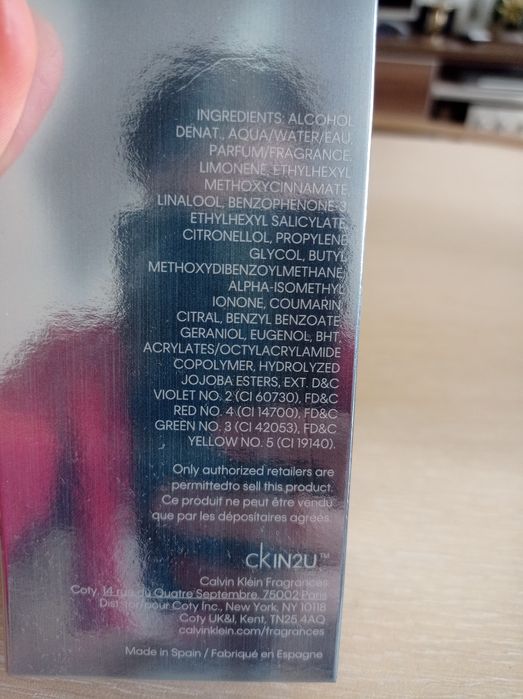 INGREDIENTS: ALCOHOL
DENAT., AQUA/WATER/EAU,
PARFUM/FRAGRANCE,
LIMONENE, ETHYLHEXYL
METHOXYCINNAMATE,
LINALOOL, BENZOPHENONE-3,
ETHYLHEXYL SALICYLATE,
CITRONELLOL, PROPYLENE
GLYCOL, BUTYL
METHOXYDIBENZOYLMETHANE,
ALPHA-ISOMETHYL
IONONE, COUMARIN,
CITRAL, BENZYL BENZOATE,
GERANIOL, EUGENOL, BHT,
ACRYLATES/OCTYLACRYLAMIDE
COPOLYMER, HYDROLYZED
JOJOBA ESTERS, EXT. D&C
VIOLET NO. 2 (CI 60730), FD&C
RED NO. 4 (CI 14700), FD&C
GREEN NO. 3 (CI 42053), FD&C
YELLOW NO. 5 (CI 19140).
Only authorized retailers are
permittedto sell this product.
Ce produit ne peut être vendu
que par les dépositaires agréés.
ckIN2U™
Calvin Klein Fragrances
Coty, 14 rue du Quatre Septembre, 75002 Paris
Dist. for/pour Coty Inc., New York, NY 10118
Coty UK&I, Kent, TN25 4AQ
calvinklein.com/fragrances
Made in Spain / Fabriqué en Espagne